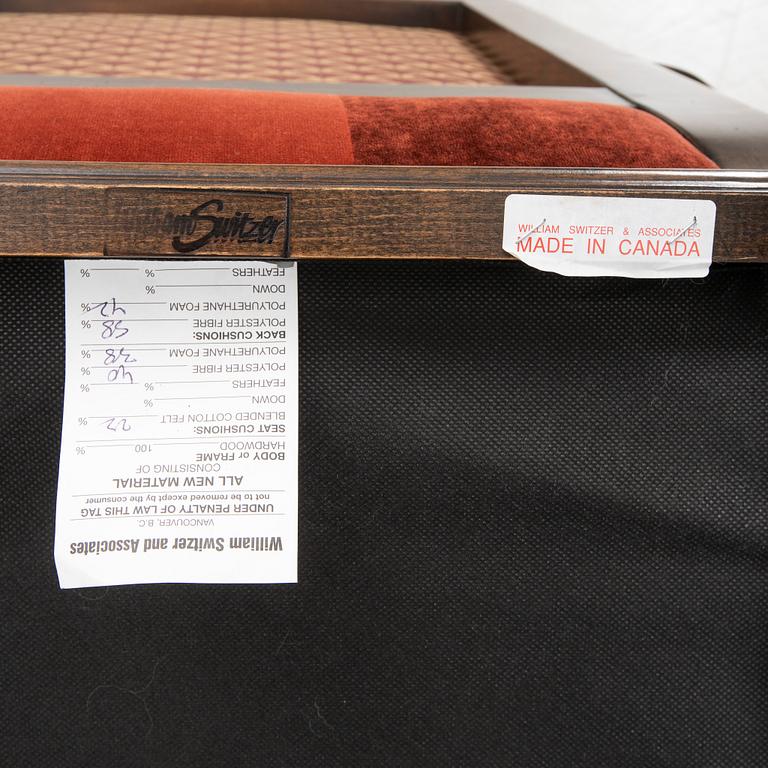 William Switzer
WILLIAM SWITZER & ASSOCIATES
MADE IN CANADA
William Switzer and Associates
VANCOUVER, B.C.
UNDER PENALTY OF LAW THIS TAG
not to be removed except by the consumer
ALL NEW MATERIAL
CONSISTING OF
BODY or FRAME
HARDWOOD 100 %
SEAT CUSHIONS:
BLENDED COTTON FELT 22 %
DOWN %
FEATHERS % %
POLYESTER FIBRE 40 %
POLYURETHANE FOAM 38 %
BACK CUSHIONS:
POLYESTER FIBRE 58 %
POLYURETHANE FOAM 42 %
DOWN %
FEATHERS % %